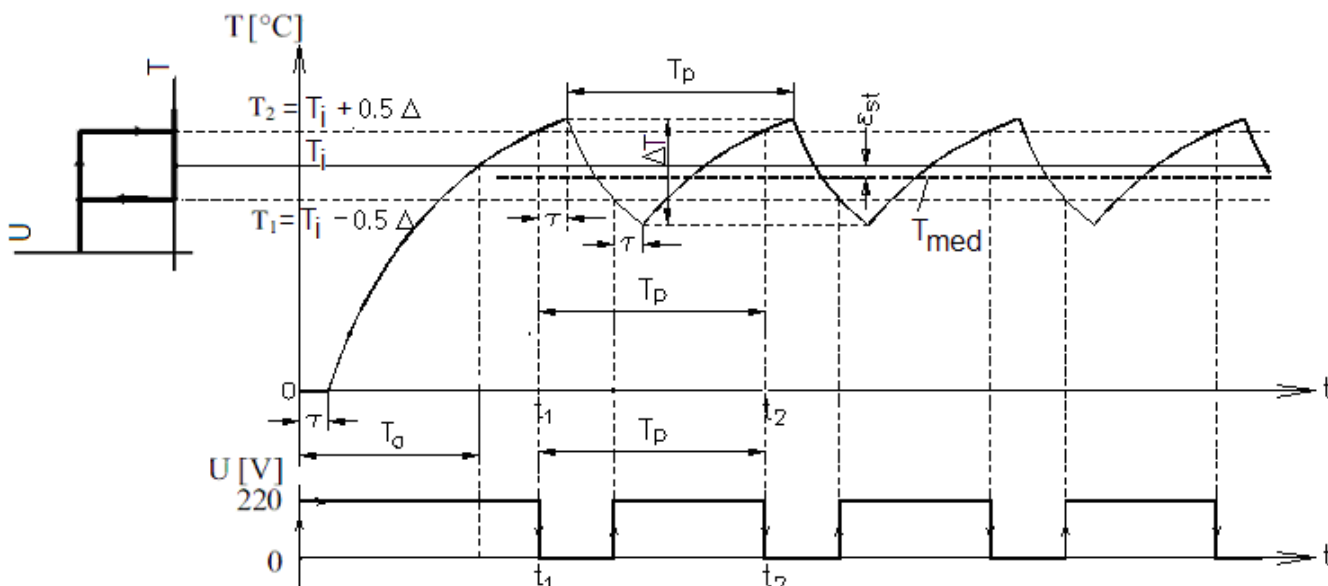 T [°C]
T
T₂ = Tᵢ + 0.5 Δ
Tᵢ
T₁ = Tᵢ − 0.5 Δ
U
Tₚ
ΔT
εst
Tmed
τ
τ
Tₚ
0
t
τ
t₁
t₂
Tₐ
Tₚ
U [V]
220
0
t
t₁
t₂